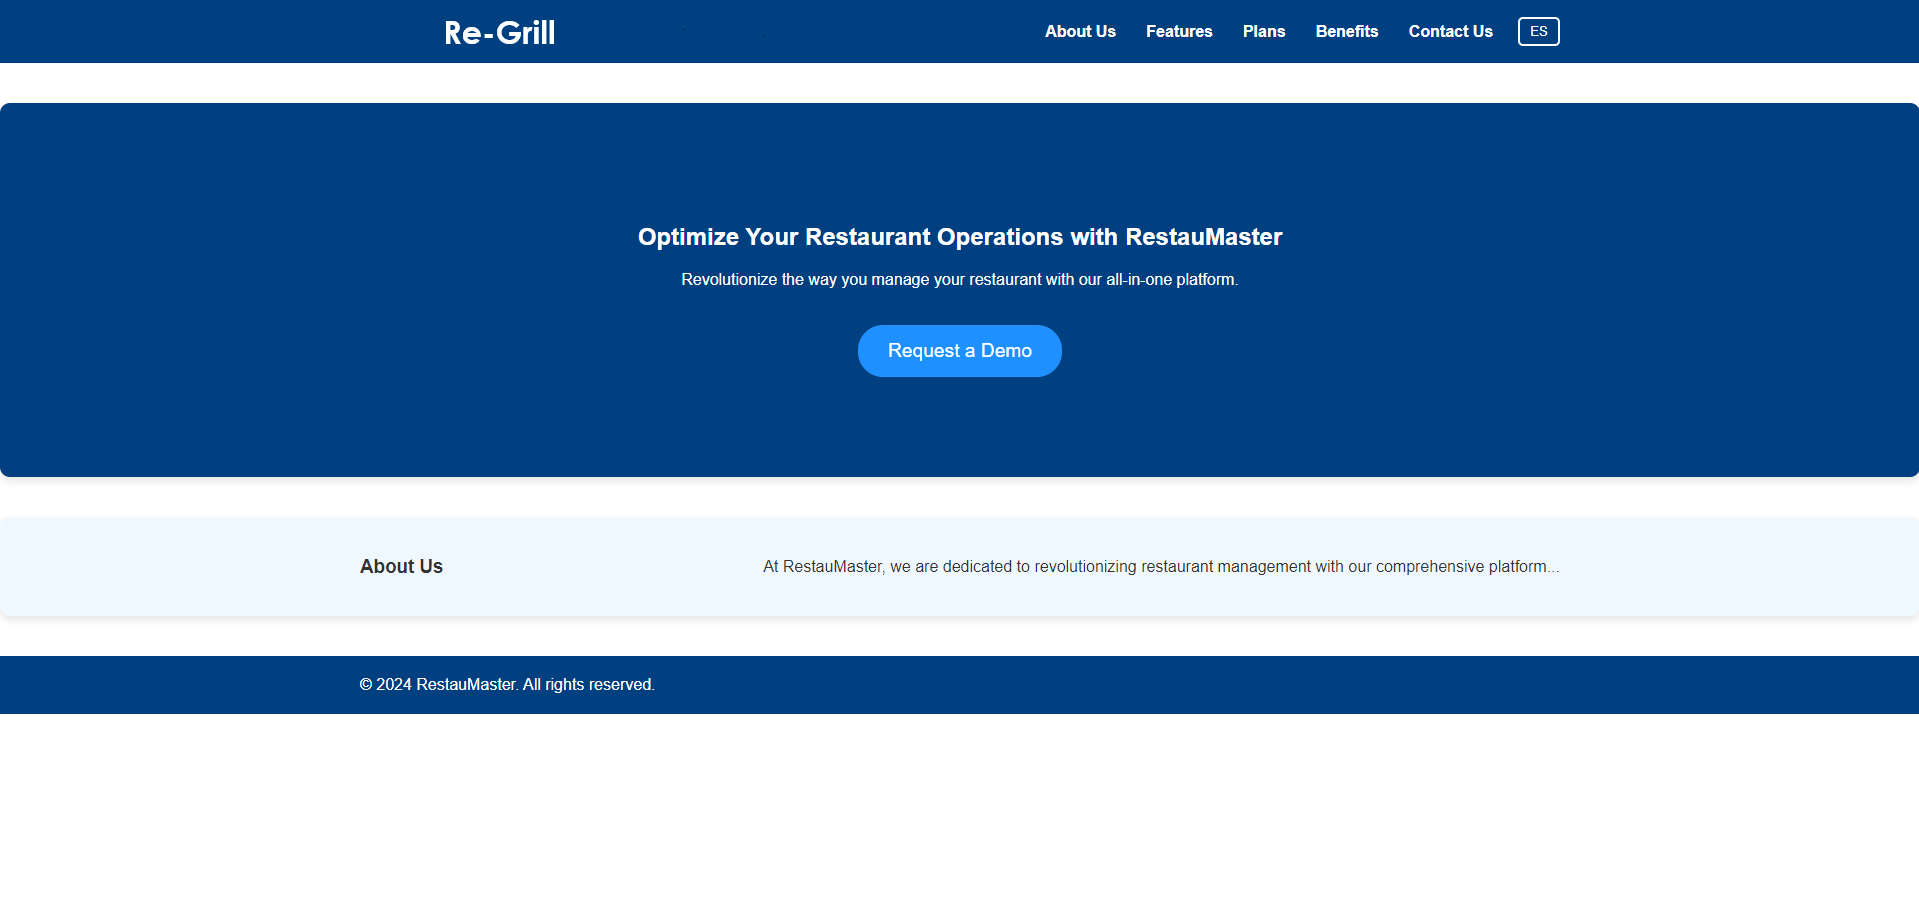 Re-Grill
About Us Features Plans Benefits Contact Us ES
Optimize Your Restaurant Operations with RestauMaster
Revolutionize the way you manage your restaurant with our all-in-one platform.
Request a Demo
About Us
At RestauMaster, we are dedicated to revolutionizing restaurant management with our comprehensive platform...
© 2024 RestauMaster. All rights reserved.